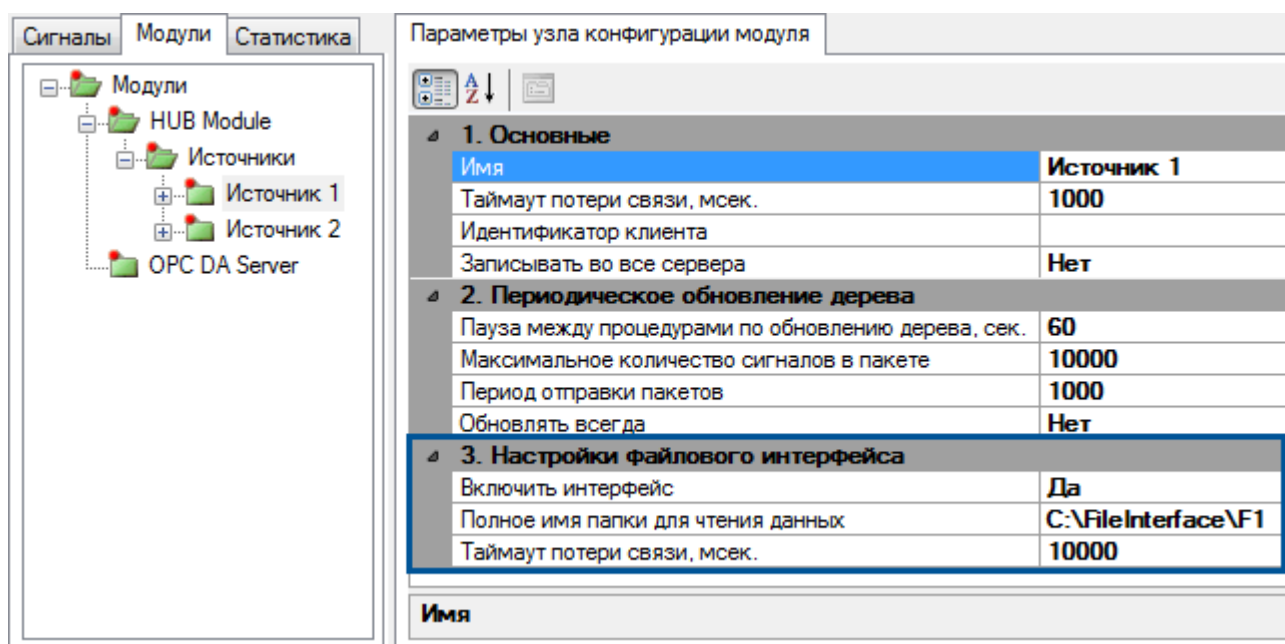 Сигналы Модули Статистика
Модули
HUB Module
Источники
Источник 1
Источник 2
OPC DA Server
Параметры узла конфигурации модуля
1. Основные
Имя Источник 1
Таймаут потери связи, мсек. 1000
Идентификатор клиента
Записывать во все сервера Нет
2. Периодическое обновление дерева
Пауза между процедурами по обновлению дерева, сек. 60
Максимальное количество сигналов в пакете 10000
Период отправки пакетов 1000
Обновлять всегда Нет
3. Настройки файлового интерфейса
Включить интерфейс Да
Полное имя папки для чтения данных C:\FileInterface\F1
Таймаут потери связи, мсек. 10000
Имя